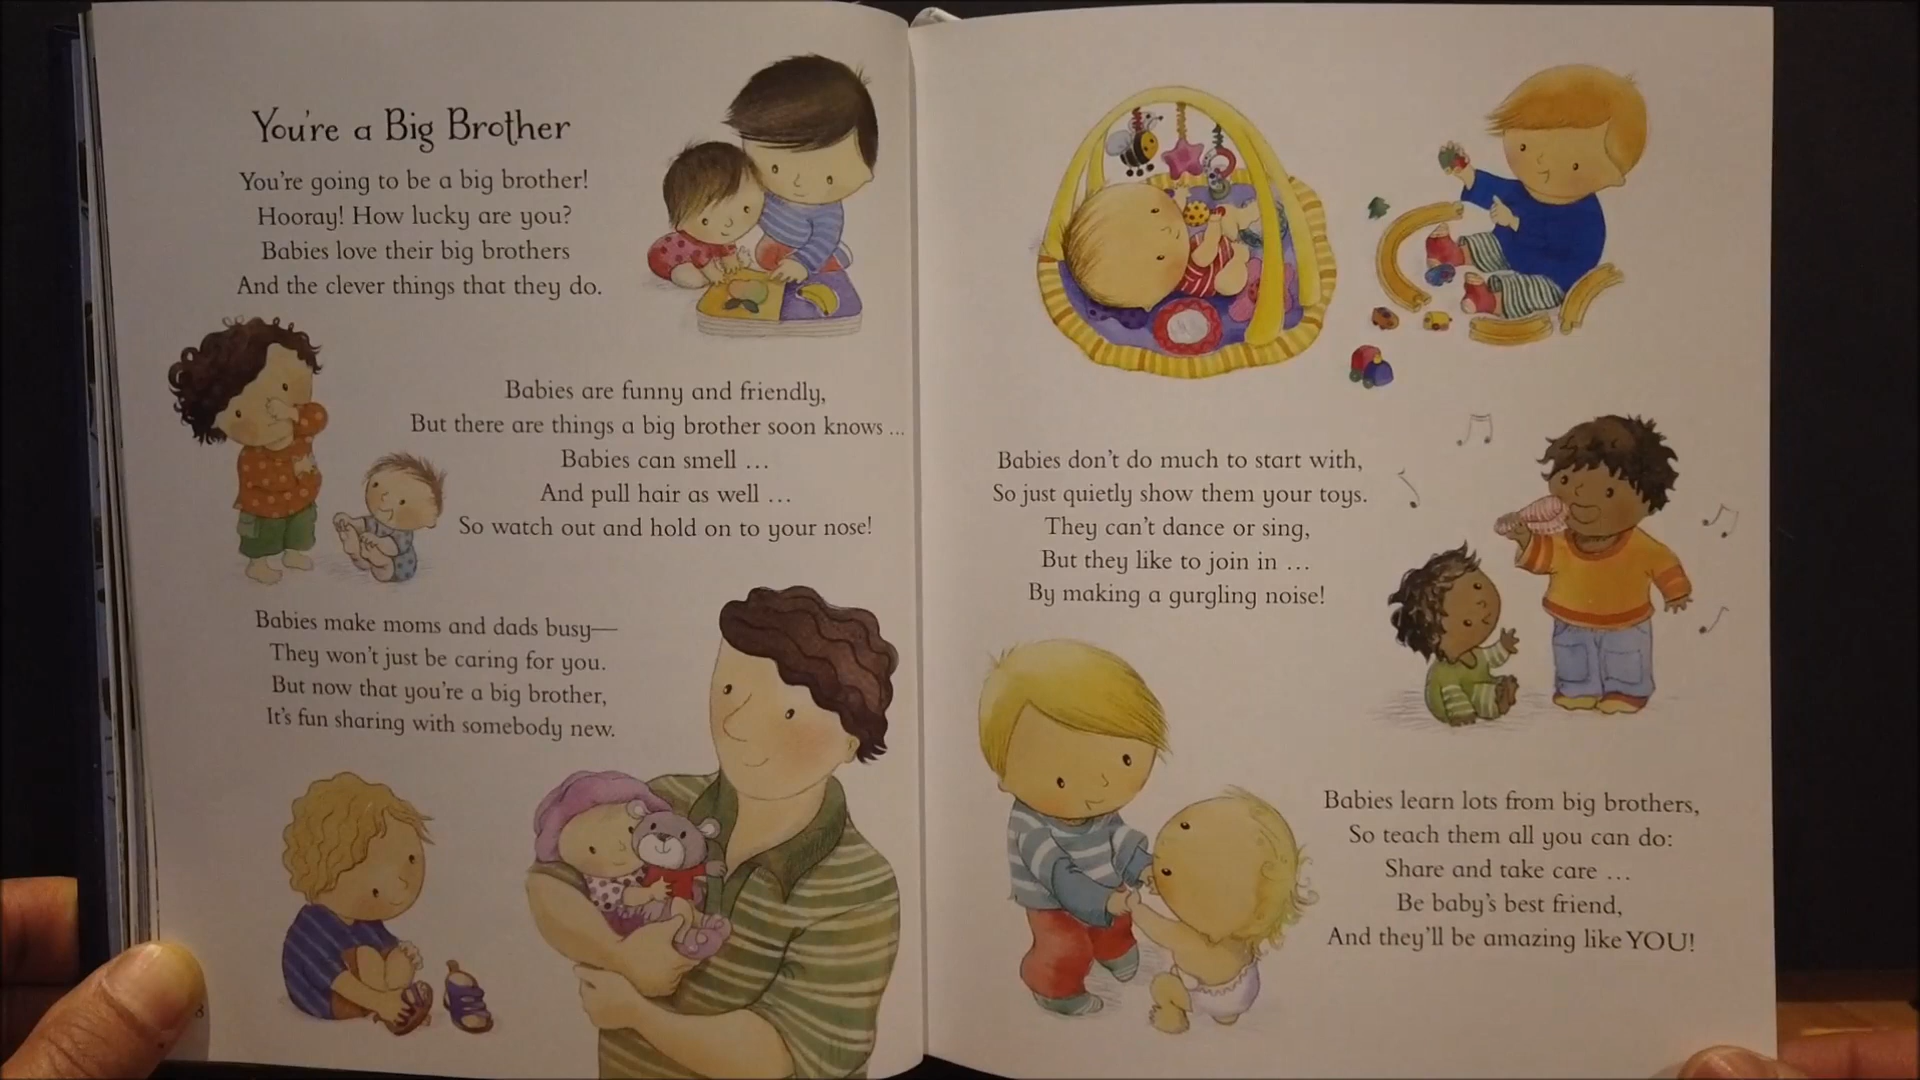 You're a Big Brother
You're going to be a big brother!
Hooray! How lucky are you?
Babies love their big brothers
And the clever things that they do.
Babies are funny and friendly,
But there are things a big brother soon knows ...
Babies can smell ...
And pull hair as well ...
So watch out and hold on to your nose!
Babies make moms and dads busy—
They won't just be caring for you.
But now that you're a big brother,
It's fun sharing with somebody new.
Babies don't do much to start with,
So just quietly show them your toys.
They can't dance or sing,
But they like to join in ...
By making a gurgling noise!
Babies learn lots from big brothers,
So teach them all you can do:
Share and take care ...
Be baby's best friend,
And they'll be amazing like YOU!